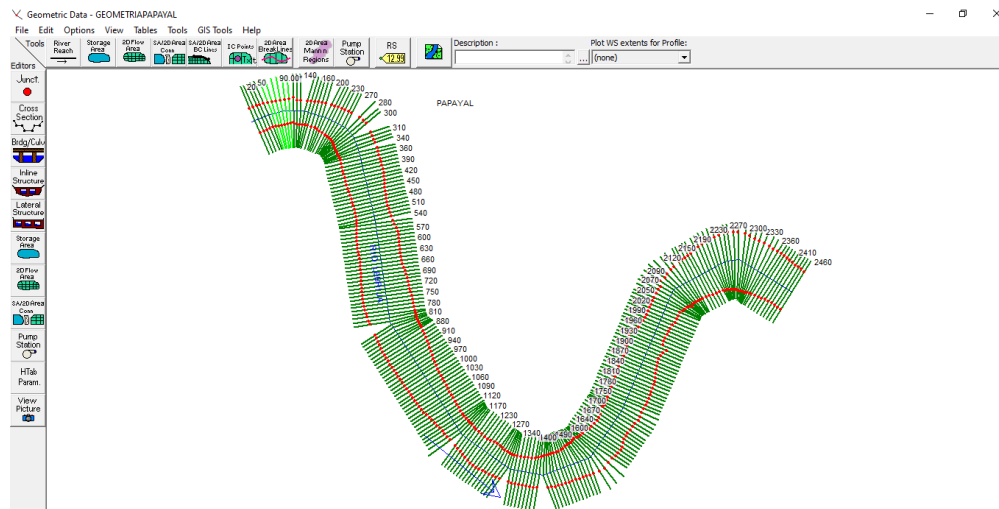 Geometric Data - GEOMETRIAPAPAYAL
File Edit Options View Tables Tools GIS Tools Help
Tools
Editors
River
Reach
Storage
Area
2D Flow
Area
SA/2D Area
Conn
SA/2D Area
BC Lines
IC Points
2D Area
BreakLines
2D Area
Mann n
Regions
Pump
Station
RS
12.99
Description :
...
Plot WS extents for Profile:
(none)
Junct.
Cross
Section
Brdg/Culv
Inline
Structure
Lateral
Structure
Storage
Area
2D Flow
Area
SA/2D Area
Conn
Pump
Station
HTab
Param.
View
Picture
PAPAYAL
20
50
90.00
140
160
200
230
270
280
300
310
340
360
390
420
450
480
510
540
570
600
630
660
690
720
750
780
810
880
910
940
970
1000
1030
1060
1090
1120
1170
1230
1270
1340
1400
1490
1600
1640
1670
1700
1750
1780
1810
1840
1870
1900
1930
1960
1990
2020
2050
2070
2090
2120
2150
2190
2230
2270
2300
2330
2360
2410
2460